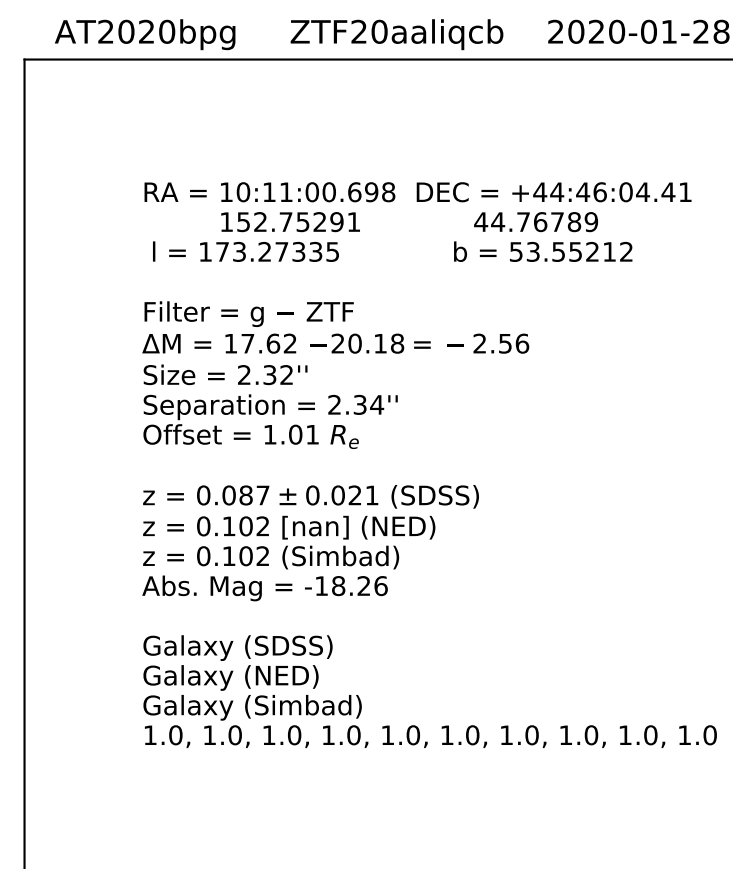 AT2020bpg ZTF20aaliqcb 2020-01-28
RA = 10:11:00.698 DEC = +44:46:04.41
152.75291 44.76789
l = 173.27335 b = 53.55212
Filter = g − ZTF
ΔM = 17.62 −20.18 = − 2.56
Size = 2.32''
Separation = 2.34''
Offset = 1.01 Rₑ
z = 0.087 ± 0.021 (SDSS)
z = 0.102 [nan] (NED)
z = 0.102 (Simbad)
Abs. Mag = -18.26
Galaxy (SDSS)
Galaxy (NED)
Galaxy (Simbad)
1.0, 1.0, 1.0, 1.0, 1.0, 1.0, 1.0, 1.0, 1.0, 1.0